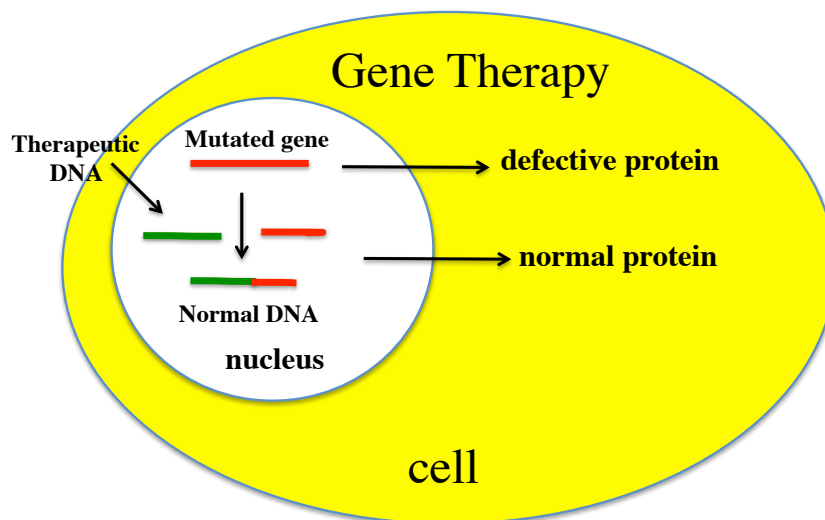 Gene Therapy
Therapeutic
DNA
Mutated gene
defective protein
normal protein
Normal DNA
nucleus
cell